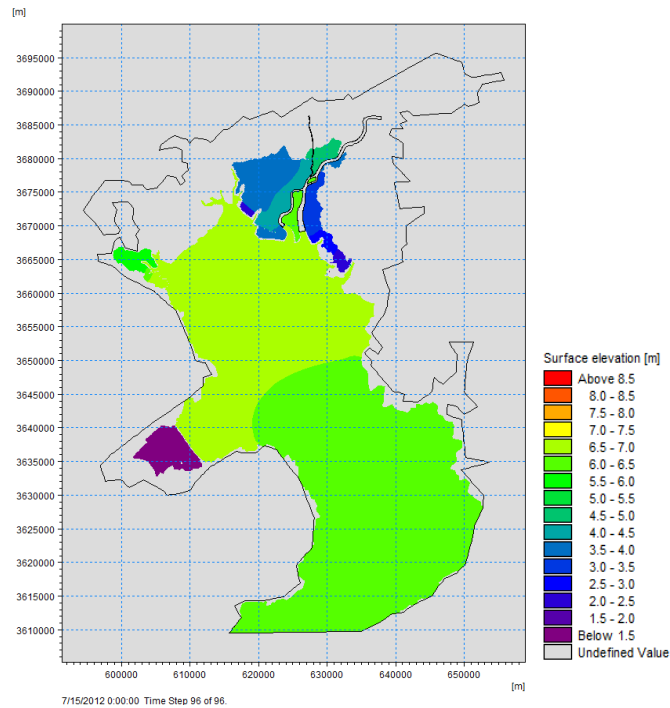 [m]
3695000
3690000
3685000
3680000
3675000
3670000
3665000
3660000
3655000
3650000
3645000
3640000
3635000
3630000
3625000
3620000
3615000
3610000
600000 610000 620000 630000 640000 650000
[m]
7/15/2012 0:00:00 Time Step 96 of 96.
Surface elevation [m]
Above 8.5
8.0 - 8.5
7.5 - 8.0
7.0 - 7.5
6.5 - 7.0
6.0 - 6.5
5.5 - 6.0
5.0 - 5.5
4.5 - 5.0
4.0 - 4.5
3.5 - 4.0
3.0 - 3.5
2.5 - 3.0
2.0 - 2.5
1.5 - 2.0
Below 1.5
Undefined Value